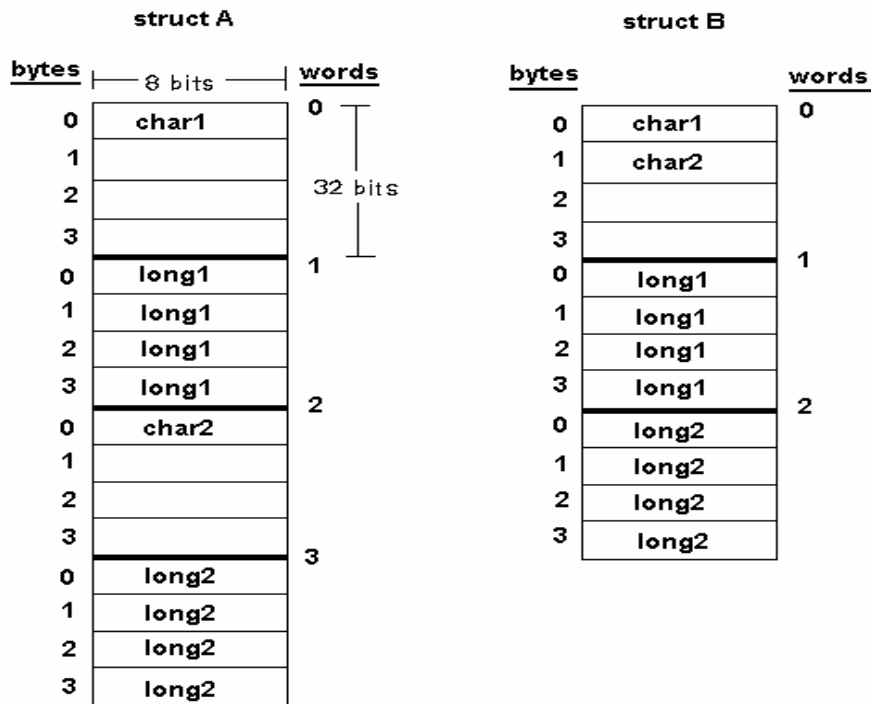 struct A
bytes
8 bits
words
0
char1
0
1
2
32 bits
3
1
0
long1
1
long1
2
long1
3
long1
2
0
char2
1
2
3
3
0
long2
1
long2
2
long2
3
long2
struct B
bytes
words
0
0
char1
1
char2
2
3
1
0
long1
1
long1
2
long1
3
long1
2
0
long2
1
long2
2
long2
3
long2